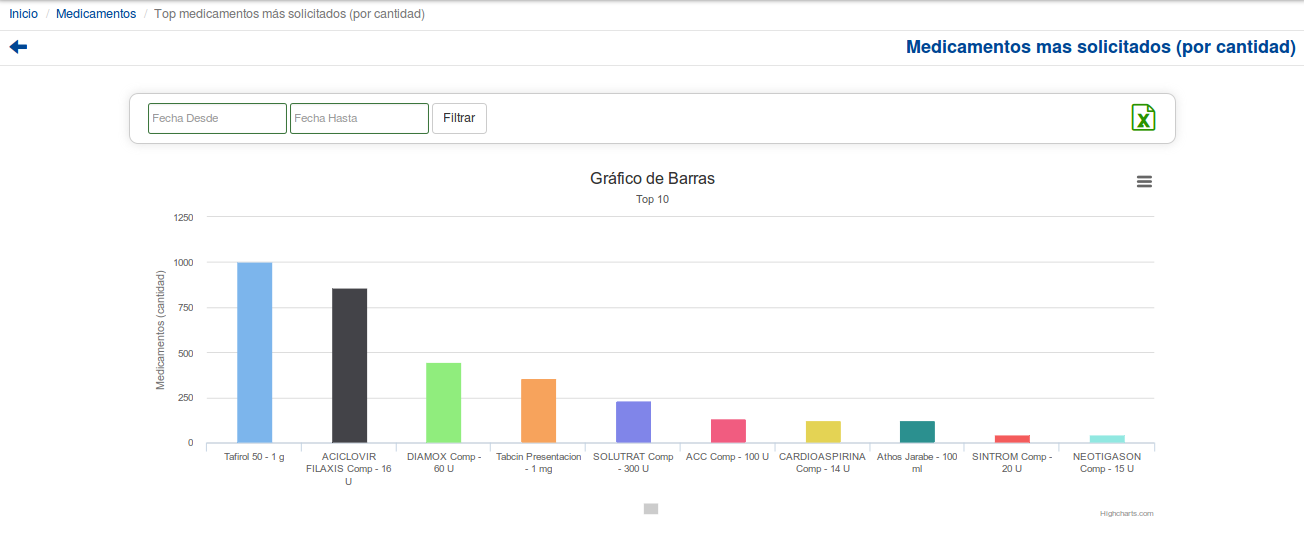 Inicio / Medicamentos / Top medicamentos más solicitados (por cantidad)
Medicamentos mas solicitados (por cantidad)
Fecha Desde Fecha Hasta Filtrar
Gráfico de Barras
Top 10
Medicamentos (cantidad)
1250
1000
750
500
250
0
Tafirol 50 - 1 g
ACICLOVIR
FILAXIS Comp - 16
U
DIAMOX Comp -
60 U
Tabcin Presentacion
- 1 mg
SOLUTRAT Comp
- 300 U
ACC Comp - 100 U
CARDIOASPIRINA
Comp - 14 U
Athos Jarabe - 100
ml
SINTROM Comp -
20 U
NEOTIGASON
Comp - 15 U
Highcharts.com